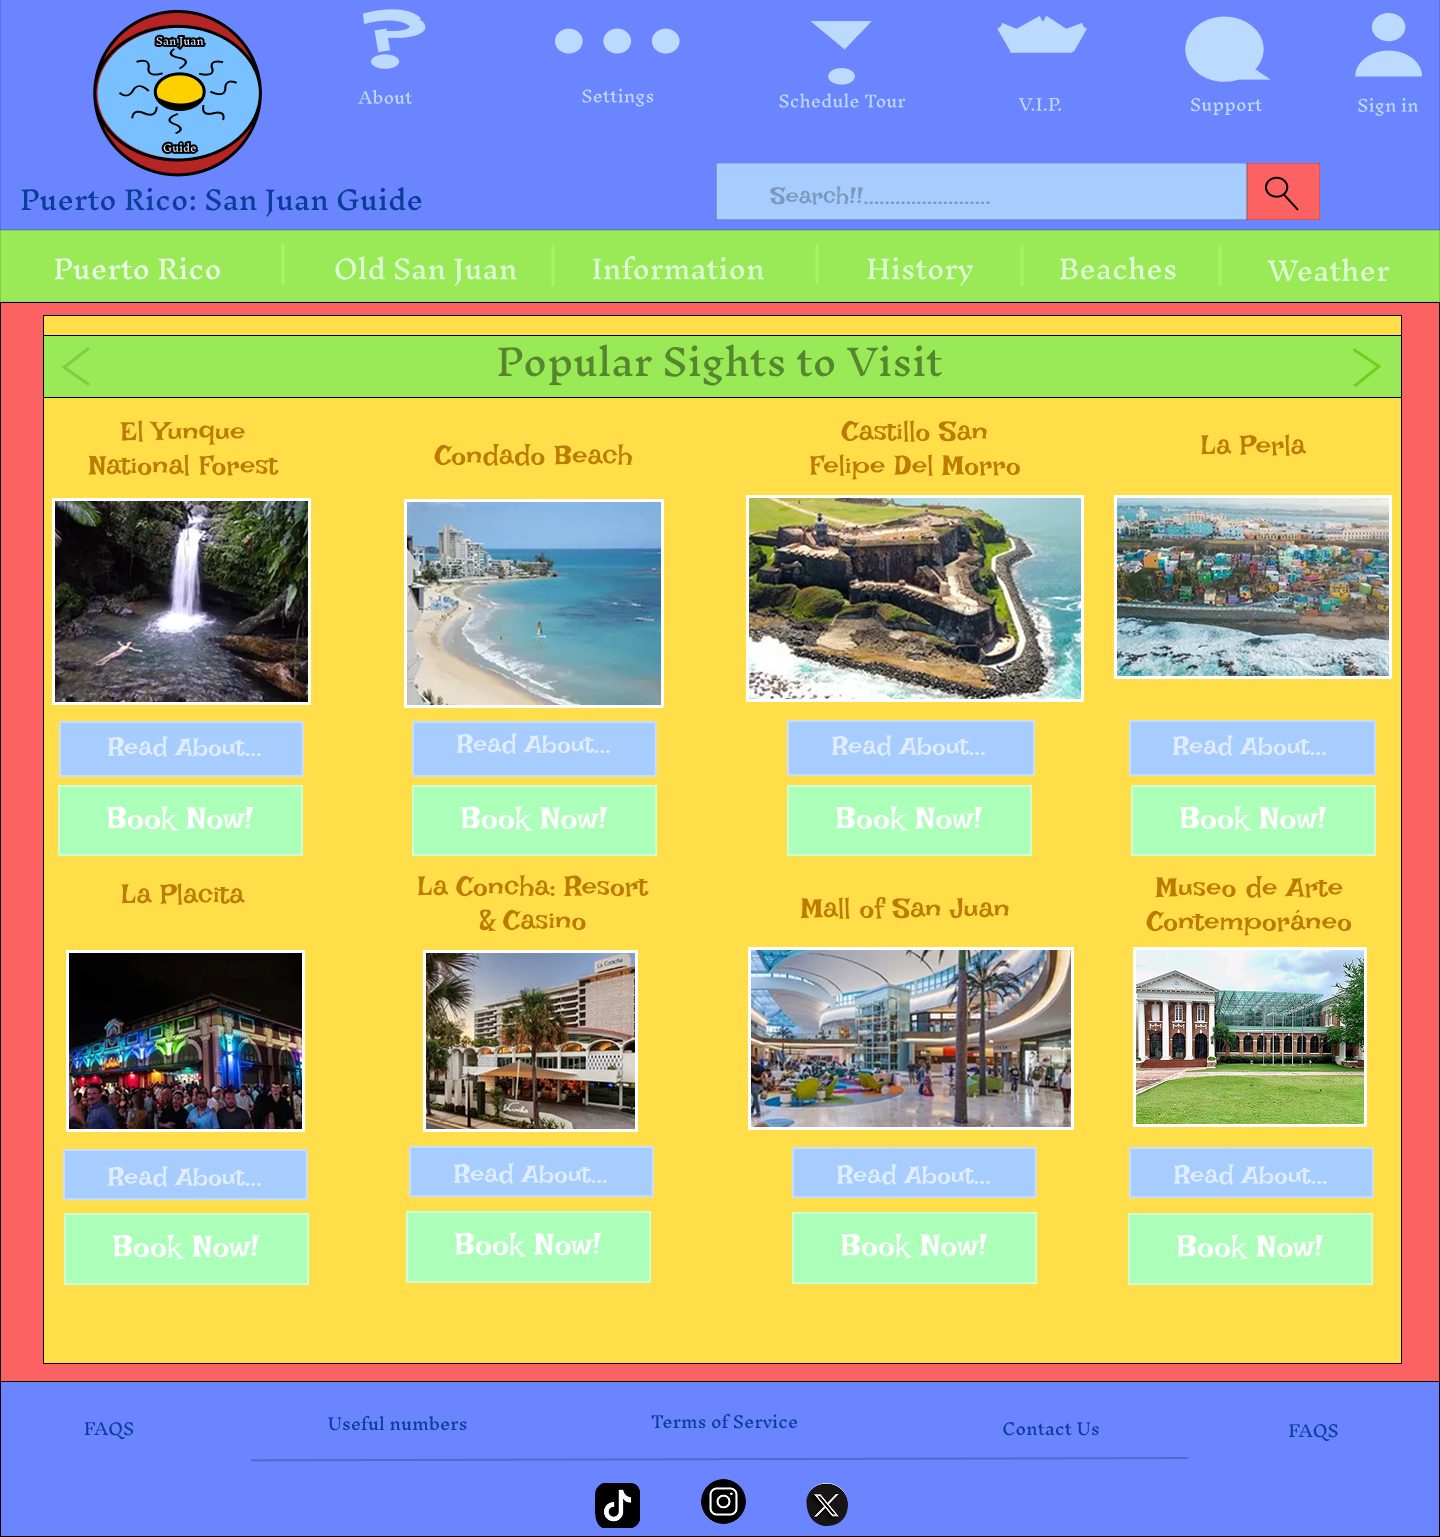 San Juan
Guide
About
Settings
Schedule Tour
V.I.P.
Support
Sign in
Puerto Rico: San Juan Guide
Search!!........................
Puerto Rico
Old San Juan
Information
History
Beaches
Weather
Popular Sights to Visit
El Yunque
National Forest
Condado Beach
Castillo San
Felipe Del Morro
La Perla
Read About...
Read About...
Read About...
Read About...
Book Now!
Book Now!
Book Now!
Book Now!
La Placita
La Concha: Resort
& Casino
Mall of San Juan
Museo de Arte
Contemporáneo
La Concha
La Concha
Read About...
Read About...
Read About...
Read About...
Book Now!
Book Now!
Book Now!
Book Now!
FAQS
Useful numbers
Terms of Service
Contact Us
FAQS